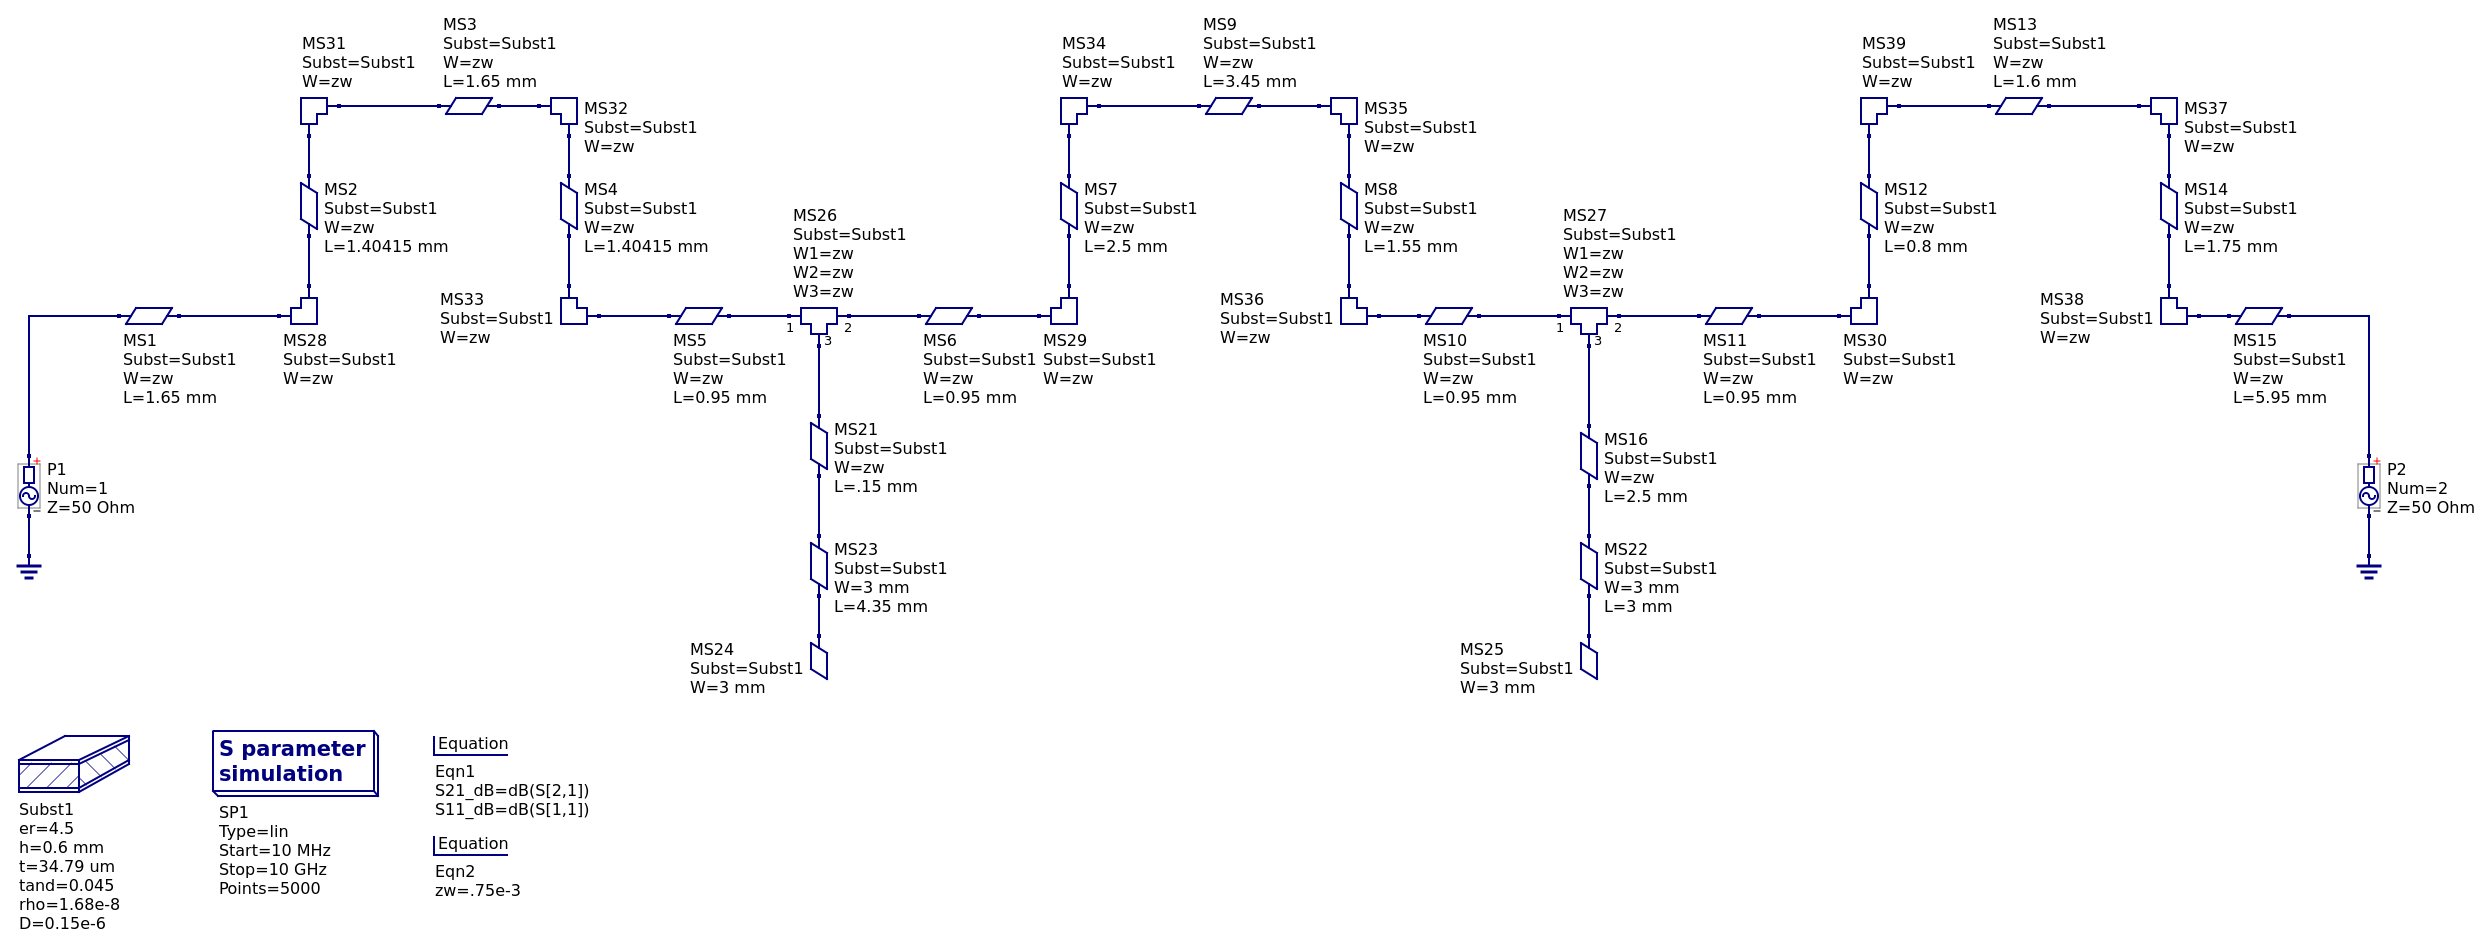 MS31
Subst=Subst1
W=zw
MS3
Subst=Subst1
W=zw
L=1.65 mm
MS32
Subst=Subst1
W=zw
MS34
Subst=Subst1
W=zw
MS9
Subst=Subst1
W=zw
L=3.45 mm
MS35
Subst=Subst1
W=zw
MS39
Subst=Subst1
W=zw
MS13
Subst=Subst1
W=zw
L=1.6 mm
MS37
Subst=Subst1
W=zw
MS2
Subst=Subst1
W=zw
L=1.40415 mm
MS4
Subst=Subst1
W=zw
L=1.40415 mm
MS26
Subst=Subst1
W1=zw
W2=zw
W3=zw
MS7
Subst=Subst1
W=zw
L=2.5 mm
MS8
Subst=Subst1
W=zw
L=1.55 mm
MS27
Subst=Subst1
W1=zw
W2=zw
W3=zw
MS12
Subst=Subst1
W=zw
L=0.8 mm
MS14
Subst=Subst1
W=zw
L=1.75 mm
MS1
Subst=Subst1
W=zw
L=1.65 mm
MS28
Subst=Subst1
W=zw
MS33
Subst=Subst1
W=zw
MS5
Subst=Subst1
W=zw
L=0.95 mm
1
2
3
MS6
Subst=Subst1
W=zw
L=0.95 mm
MS29
Subst=Subst1
W=zw
MS36
Subst=Subst1
W=zw
MS10
Subst=Subst1
W=zw
L=0.95 mm
1
2
3
MS11
Subst=Subst1
W=zw
L=0.95 mm
MS30
Subst=Subst1
W=zw
MS38
Subst=Subst1
W=zw
MS15
Subst=Subst1
W=zw
L=5.95 mm
P1
Num=1
Z=50 Ohm
MS21
Subst=Subst1
W=zw
L=.15 mm
MS16
Subst=Subst1
W=zw
L=2.5 mm
P2
Num=2
Z=50 Ohm
MS23
Subst=Subst1
W=3 mm
L=4.35 mm
MS22
Subst=Subst1
W=3 mm
L=3 mm
MS24
Subst=Subst1
W=3 mm
MS25
Subst=Subst1
W=3 mm
Subst1
er=4.5
h=0.6 mm
t=34.79 um
tand=0.045
rho=1.68e-8
D=0.15e-6
S parameter
simulation
SP1
Type=lin
Start=10 MHz
Stop=10 GHz
Points=5000
Equation
Eqn1
S21_dB=dB(S[2,1])
S11_dB=dB(S[1,1])
Equation
Eqn2
zw=.75e-3